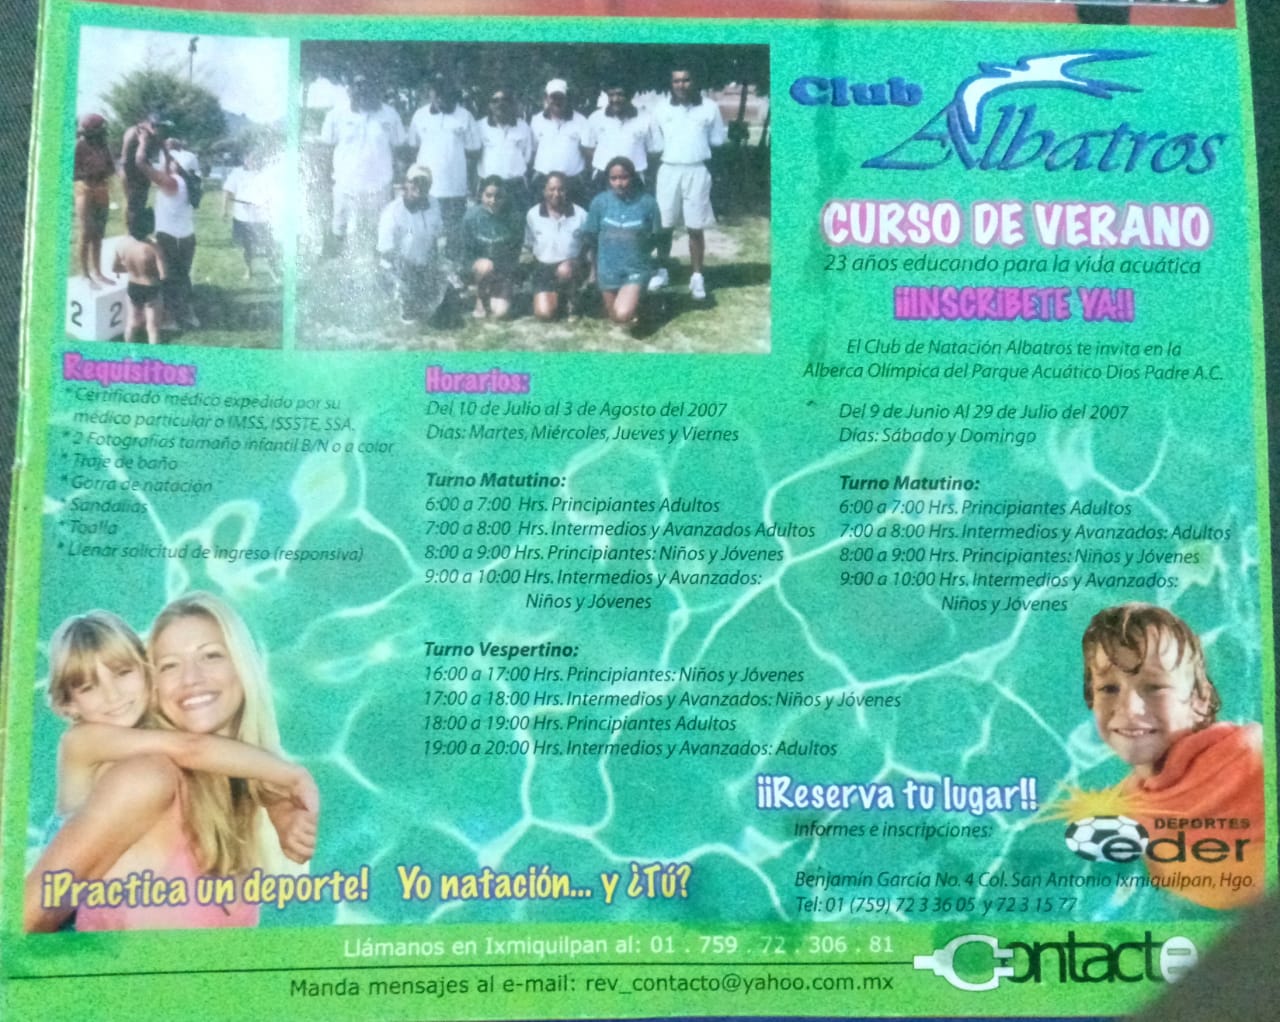 Club
Albatros
CURSO DE VERANO
23 años educando para la vida acuática
¡¡INSCRÍBETE YA!!
El Club de Natación Albatros te invita en la
Alberca Olímpica del Parque Acuático Dios Padre A.C.
2 2
Requisitos:
* Certificado médico expedido por su
médico particular o IMSS, ISSSTE, SSA.
* 2 Fotografías tamaño infantil B/N o a color
* Traje de baño
* Gorra de natación
* Sandalias
* Toalla
* Llenar solicitud de ingreso (responsiva)
Horarios:
Del 10 de Julio al 3 de Agosto del 2007
Días: Martes, Miércoles, Jueves y Viernes
Turno Matutino:
6:00 a 7:00 Hrs. Principiantes Adultos
7:00 a 8:00 Hrs. Intermedios y Avanzados Adultos
8:00 a 9:00 Hrs. Principiantes: Niños y Jóvenes
9:00 a 10:00 Hrs. Intermedios y Avanzados:
Niños y Jóvenes
Turno Vespertino:
16:00 a 17:00 Hrs. Principiantes: Niños y Jóvenes
17:00 a 18:00 Hrs. Intermedios y Avanzados: Niños y Jóvenes
18:00 a 19:00 Hrs. Principiantes Adultos
19:00 a 20:00 Hrs. Intermedios y Avanzados: Adultos
Del 9 de Junio Al 29 de Julio del 2007
Días: Sábado y Domingo
Turno Matutino:
6:00 a 7:00 Hrs. Principiantes Adultos
7:00 a 8:00 Hrs. Intermedios y Avanzados: Adultos
8:00 a 9:00 Hrs. Principiantes: Niños y Jóvenes
9:00 a 10:00 Hrs. Intermedios y Avanzados:
Niños y Jóvenes
¡¡Reserva tu lugar!!
Informes e inscripciones:
DEPORTES
eder
Benjamín García No. 4 Col. San Antonio Ixmiquilpan, Hgo.
Tel: 01 (759) 72 3 36 05 y 72 3 15 77
¡Practica un deporte! Yo natación... y ¿Tú?
Llámanos en Ixmiquilpan al: 01 . 759 . 72 . 306 . 81
Manda mensajes al e-mail: rev_contacto@yahoo.com.mx